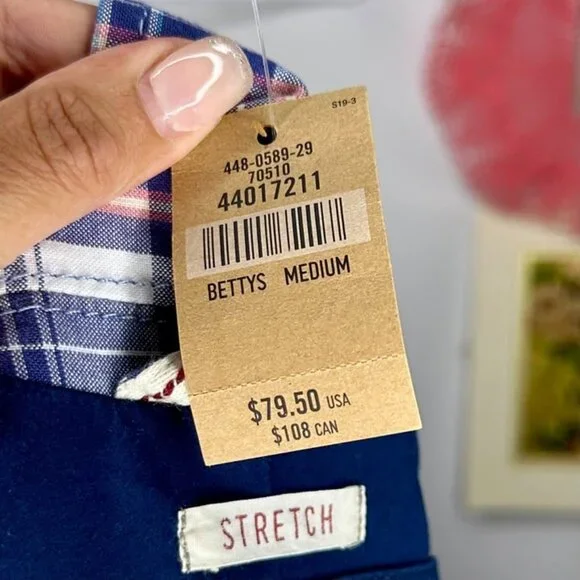 S19-3
448-0589-29
70510
44017211
BETTYS MEDIUM
$79.50 USA
$108 CAN
STRETCH